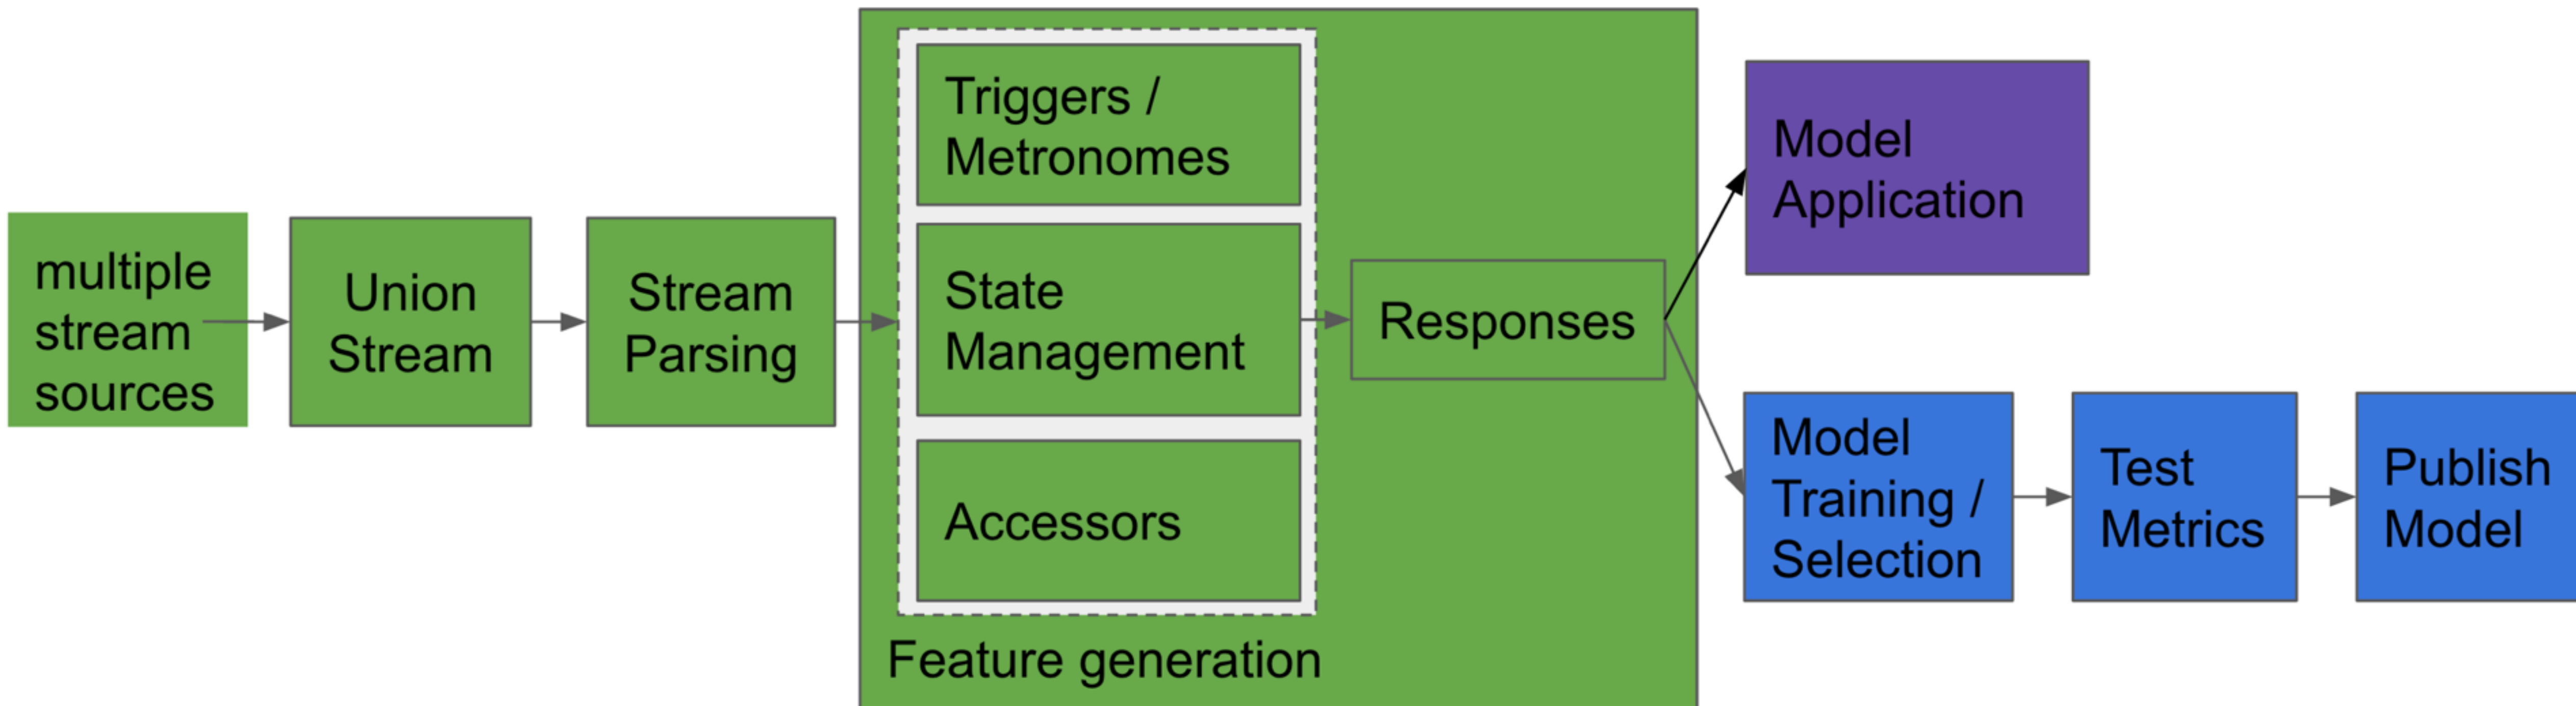 multiple
stream
sources
Union
Stream
Stream
Parsing
Triggers /
Metronomes
State
Management
Accessors
Feature generation
Responses
Model
Application
Model
Training /
Selection
Test
Metrics
Publish
Model